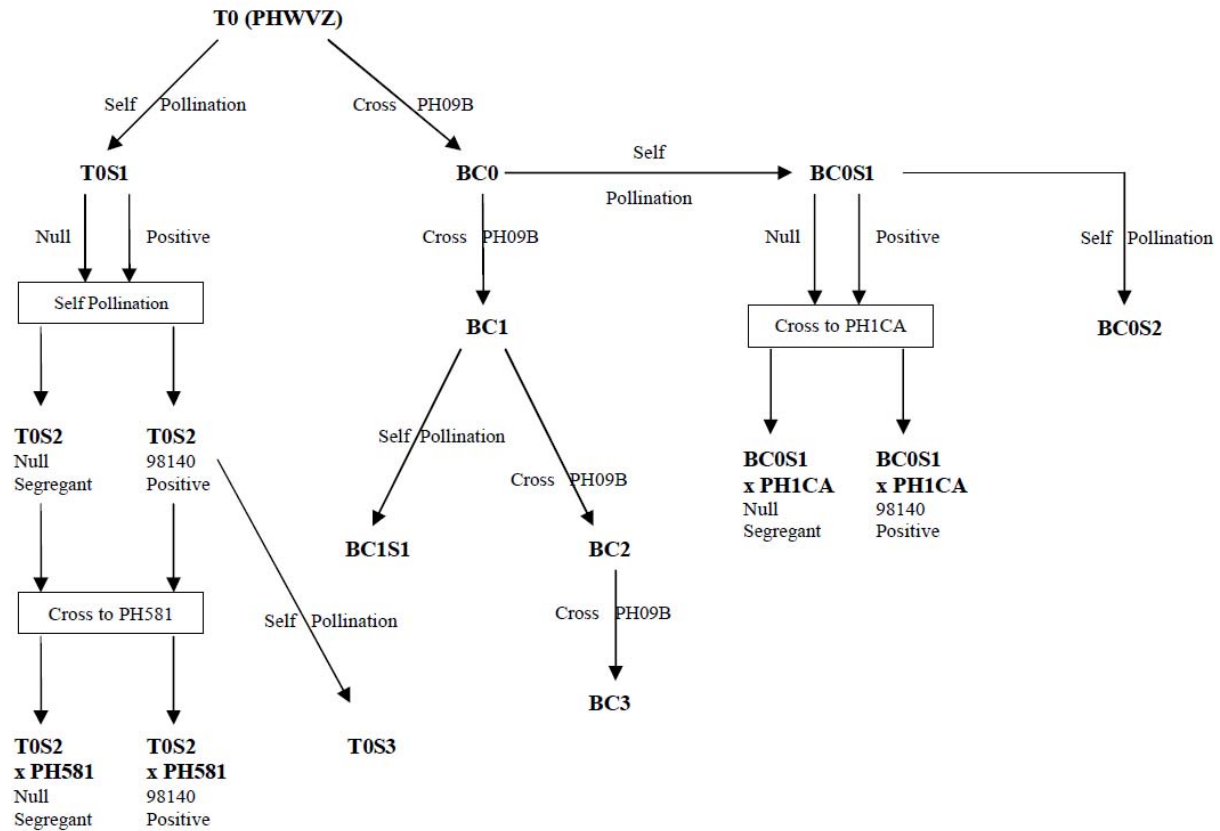 T0 (PHWVZ)
Self Pollination
Cross PH09B
T0S1
BC0
Self
Pollination
BC0S1
Null
Positive
Cross PH09B
Null
Positive
Self Pollination
Self Pollination
BC1
Cross to PH1CA
BC0S2
T0S2
Null
Segregant
T0S2
98140
Positive
Self Pollination
Cross PH09B
BC0S1
x PH1CA
Null
Segregant
BC0S1
x PH1CA
98140
Positive
BC1S1
BC2
Cross to PH581
Self Pollination
Cross PH09B
BC3
T0S2
x PH581
Null
Segregant
T0S2
x PH581
98140
Positive
T0S3